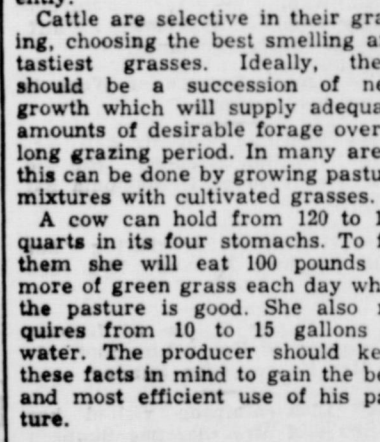 Cattle are selective in their gra
ing, choosing the best smelling a
tastiest grasses. Ideally, the
should be a succession of ne
growth which will supply adequa
amounts of desirable forage over
long grazing period. In many are
this can be done by growing pastu
mixtures with cultivated grasses.
A cow can hold from 120 to 1
quarts in its four stomachs. To f
them she will eat 100 pounds
more of green grass each day wh
the pasture is good. She also r
quires from 10 to 15 gallons
water. The producer should ke
these facts in mind to gain the be
and most efficient use of his pa
ture.